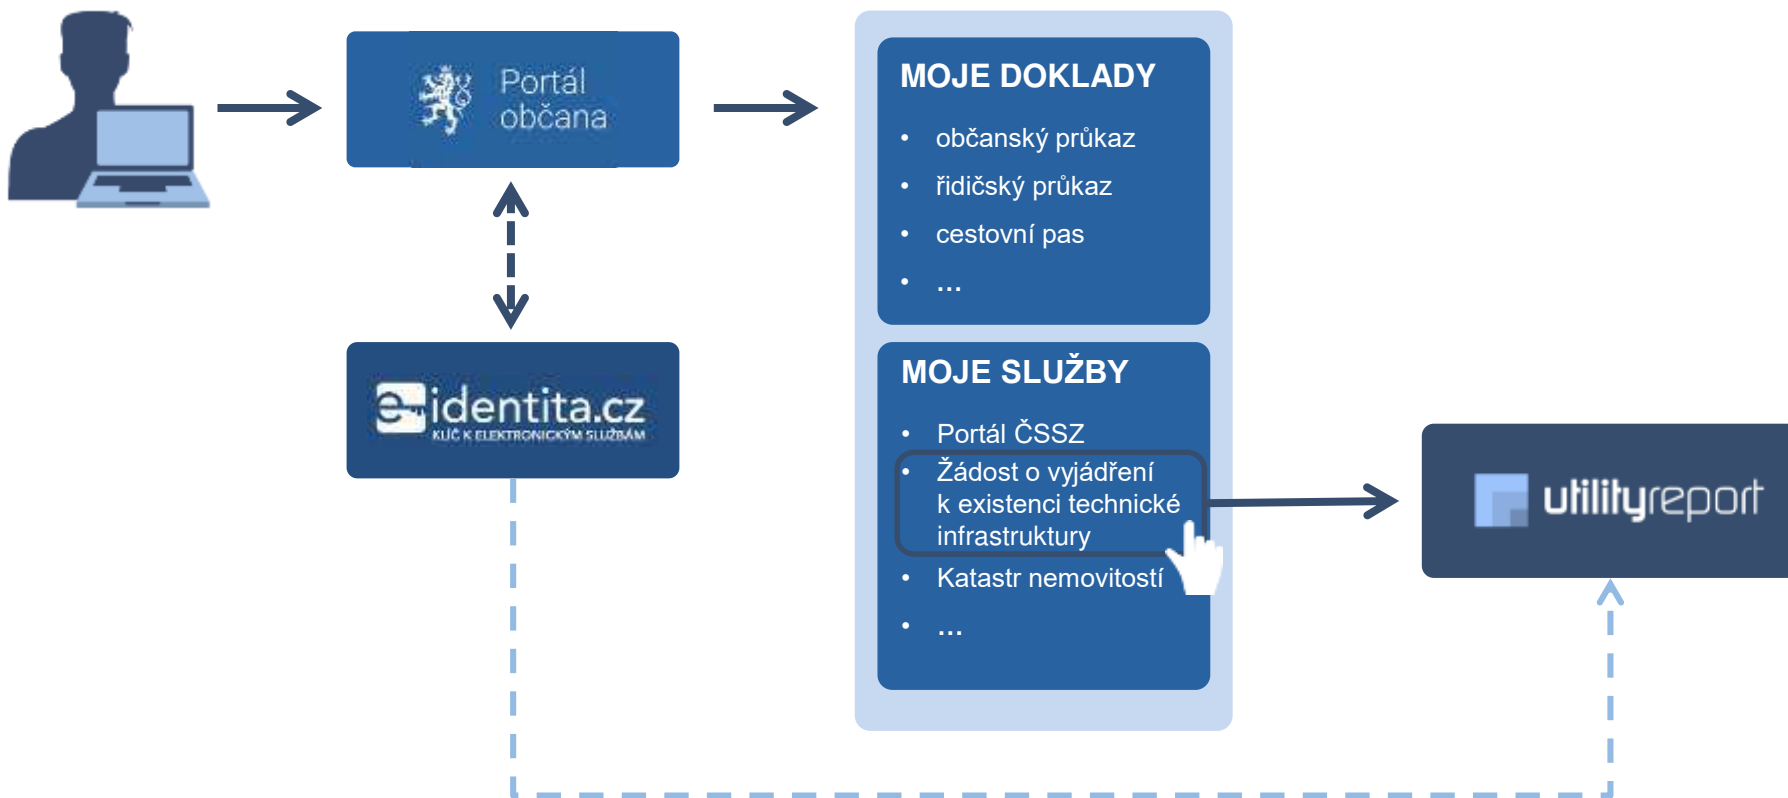 Portál
občana
MOJE DOKLADY
• občanský průkaz
• řidičský průkaz
• cestovní pas
• ...
e-identita.cz
KLÍČ K ELEKTRONICKÝM SLUŽBÁM
MOJE SLUŽBY
• Portál ČSSZ
• Žádost o vyjádření
k existenci technické
infrastruktury
• Katastr nemovitostí
• ...
utilityreport